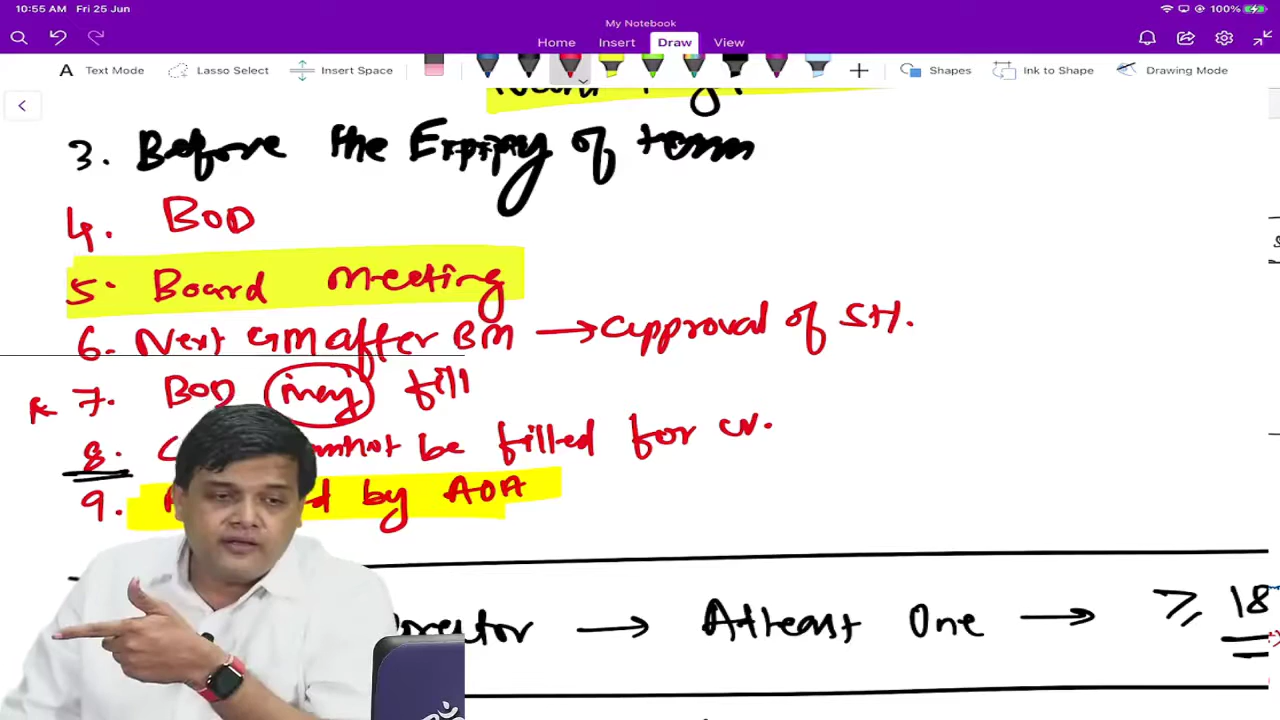 10:55 AM Fri 25 Jun
100%
My Notebook
Home Insert Draw View
Text Mode Lasso Select Insert Space Shapes Ink to Shape Drawing Mode
3. Before the Expiry of term
4. BOD
5. Board Meeting
6. Next GM after BM → approval of SH.
7. BOD may fill
8. be filled for cv.
9. by AOA
→ Atleast One → ≥ 18